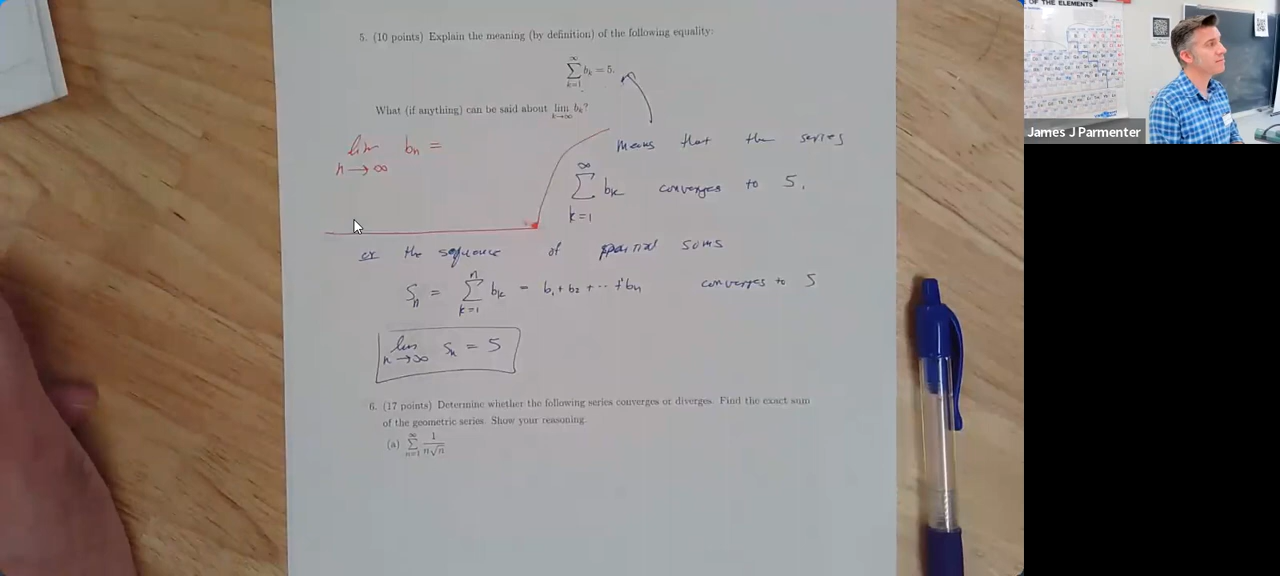 OF THE ELEMENTS
James J Parmenter
5. (10 points) Explain the meaning (by definition) of the following equality:
∑_{k=1}^{∞} b_k = 5.
What (if anything) can be said about lim_{k→∞} b_k?
lim_{n→∞} b_n =
means that the series
∑_{k=1}^{∞} b_k converges to 5.
or the sequence of partial sums
S_n = ∑_{k=1}^{n} b_k = b_1 + b_2 + ... + b_n converges to 5
lim_{n→∞} S_n = 5
6. (17 points) Determine whether the following series converges or diverges. Find the exact sum
of the geometric series. Show your reasoning.
(a) ∑_{n=1}^{∞} 1/(n√n)